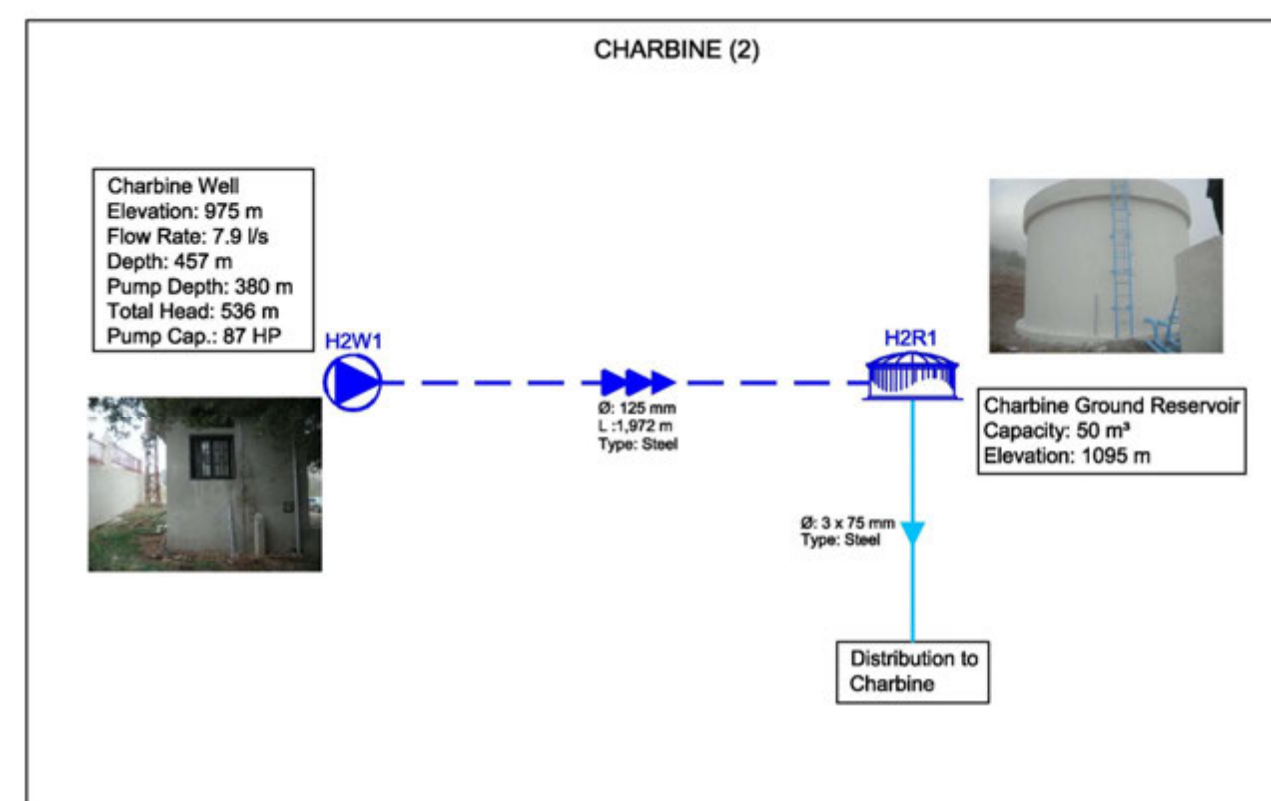 CHARBINE (2)
Charbine Well
Elevation: 975 m
Flow Rate: 7.9 l/s
Depth: 457 m
Pump Depth: 380 m
Total Head: 536 m
Pump Cap.: 87 HP
H2W1
Ø: 125 mm
L :1,972 m
Type: Steel
H2R1
Charbine Ground Reservoir
Capacity: 50 m³
Elevation: 1095 m
Ø: 3 x 75 mm
Type: Steel
Distribution to
Charbine